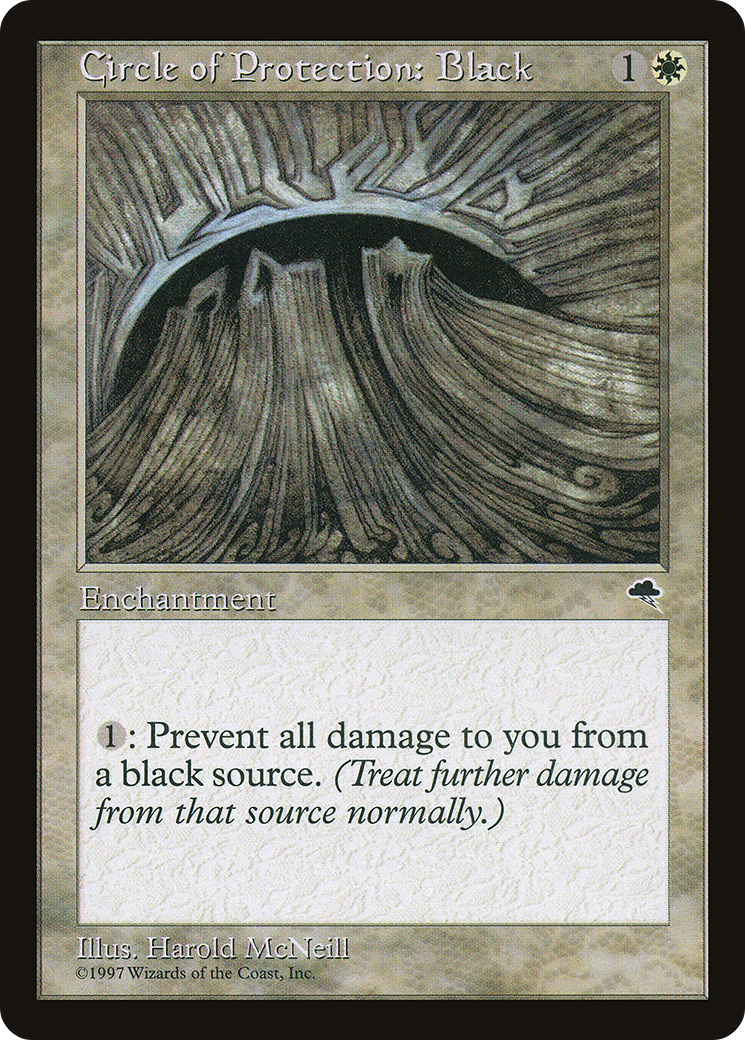 Circle of Protection: Black 1
Enchantment
1: Prevent all damage to you from
a black source. (Treat further damage
from that source normally.)
Illus. Harold McNeill
©1997 Wizards of the Coast, Inc.